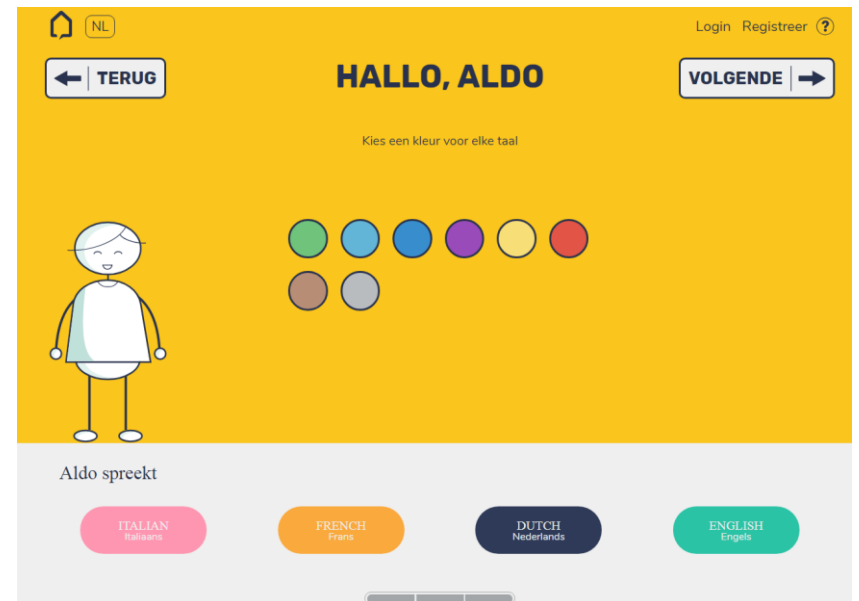 NL
Login Registreer ?
TERUG
HALLO, ALDO
VOLGENDE
Kies een kleur voor elke taal
Aldo spreekt
ITALIAN
Italiaans
FRENCH
Frans
DUTCH
Nederlands
ENGLISH
Engels